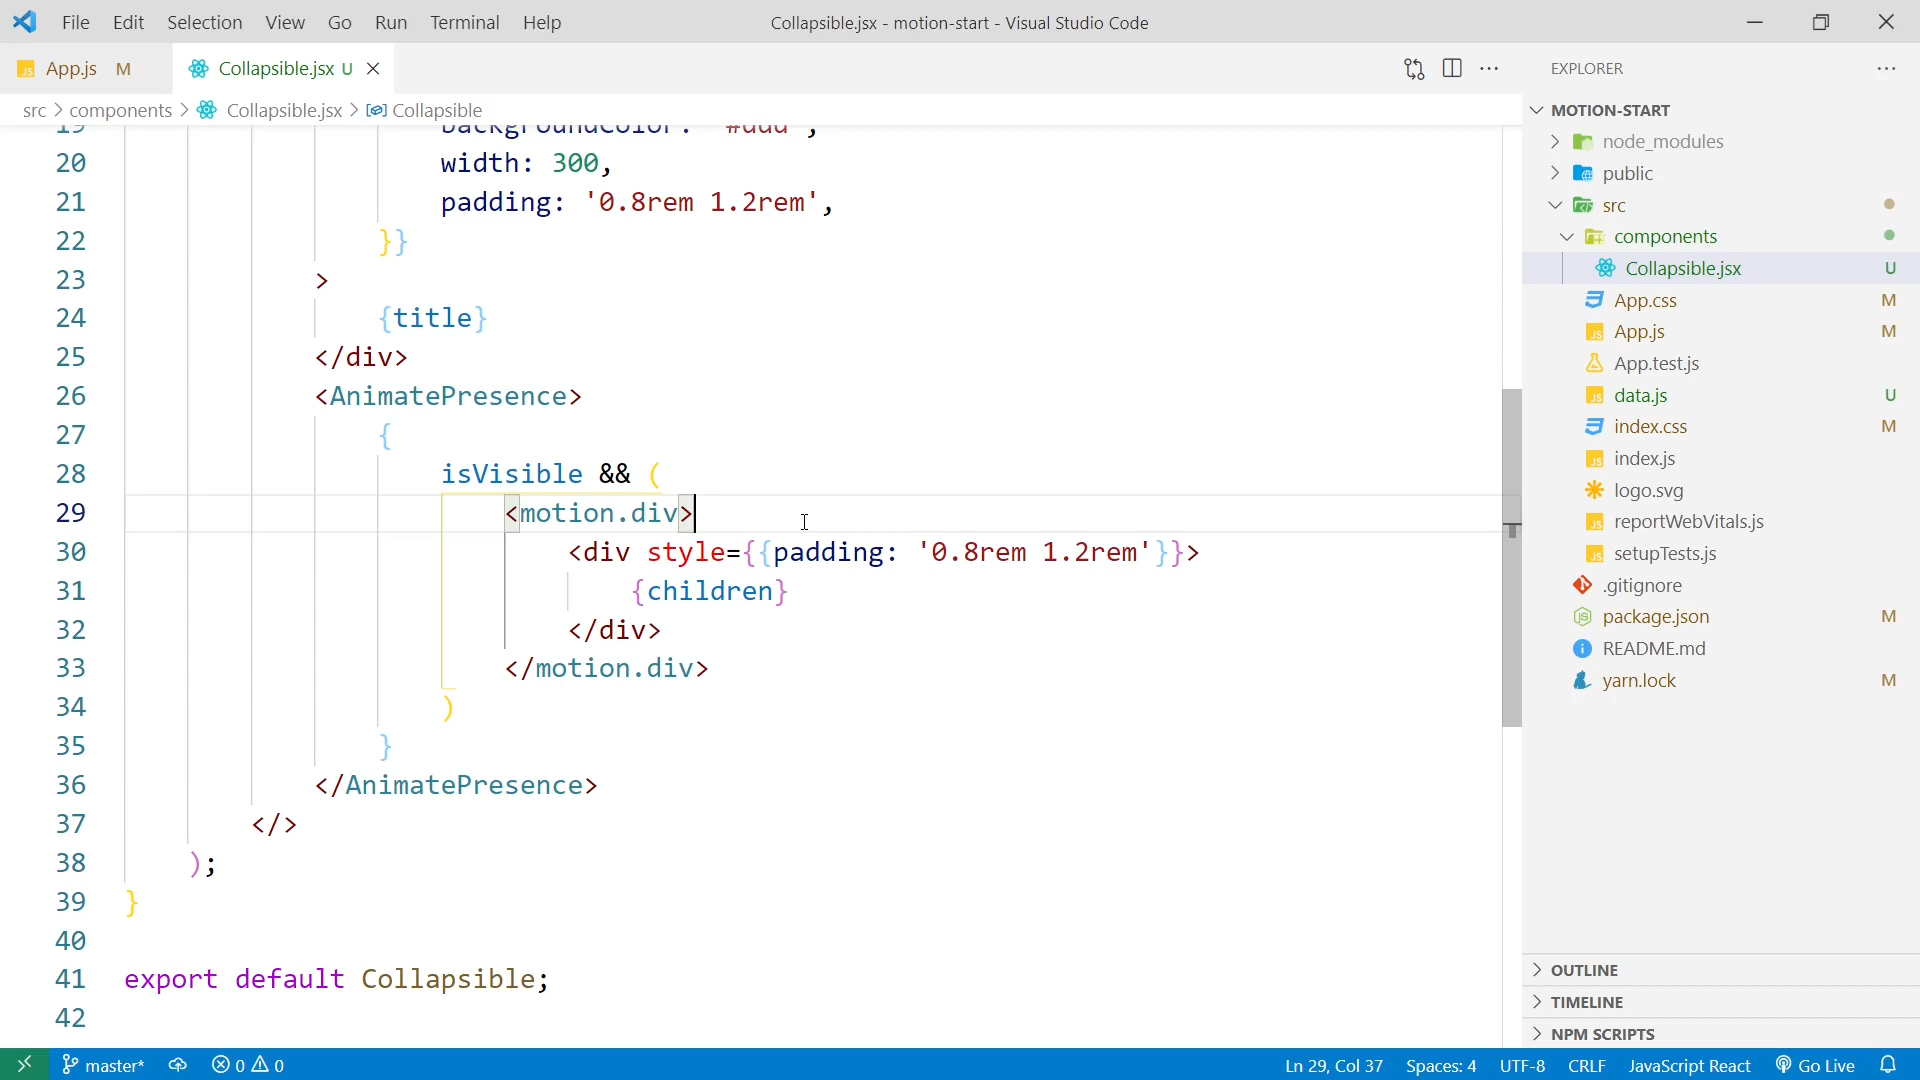 File Edit Selection View Go Run Terminal Help
Collapsible.jsx - motion-start - Visual Studio Code
App.js M
Collapsible.jsx U
src > components > Collapsible.jsx > Collapsible
19 backgroundColor: '#ddd',
20 width: 300,
21 padding: '0.8rem 1.2rem',
22 }}
23 >
24 {title}
25 </div>
26 <AnimatePresence>
27 {
28 isVisible && (
29 <motion.div>
30 <div style={{padding: '0.8rem 1.2rem'}}>
31 {children}
32 </div>
33 </motion.div>
34 )
35 }
36 </AnimatePresence>
37 </>
38 );
39 }
40
41 export default Collapsible;
42
EXPLORER
MOTION-START
node_modules
public
src
components
Collapsible.jsx U
App.css M
App.js M
App.test.js
data.js U
index.css M
index.js
logo.svg
reportWebVitals.js
setupTests.js
.gitignore
package.json M
README.md
yarn.lock M
OUTLINE
TIMELINE
NPM SCRIPTS
master* 0 0
Ln 29, Col 37 Spaces: 4 UTF-8 CRLF JavaScript React Go Live